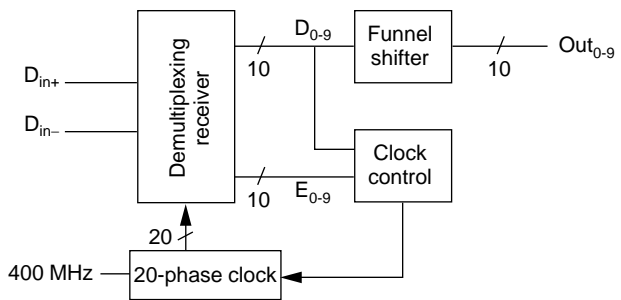 D₀₋₉
Funnel
shifter
Out₀₋₉
10
10
Din+
Din−
Demultiplexing
receiver
Clock
control
E₀₋₉
10
20
400 MHz
20-phase clock